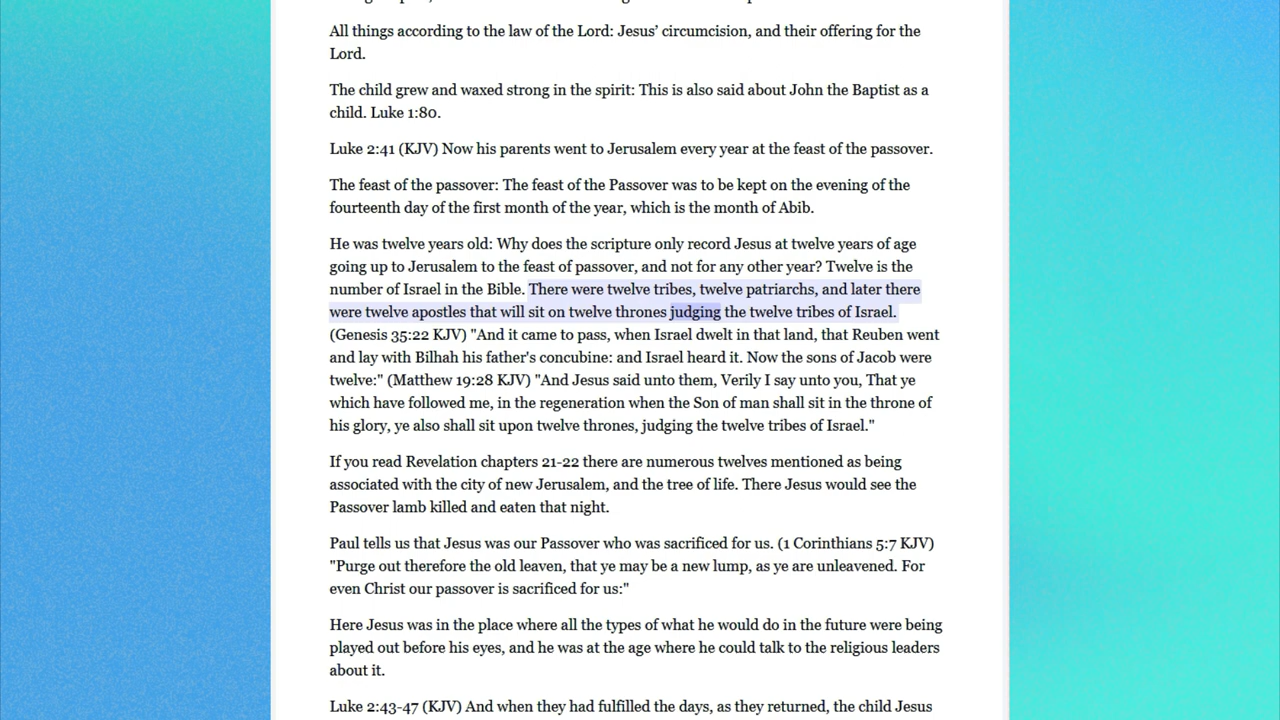 All things according to the law of the Lord: Jesus’ circumcision, and their offering for the
Lord.
The child grew and waxed strong in the spirit: This is also said about John the Baptist as a
child. Luke 1:80.
Luke 2:41 (KJV) Now his parents went to Jerusalem every year at the feast of the passover.
The feast of the passover: The feast of the Passover was to be kept on the evening of the
fourteenth day of the first month of the year, which is the month of Abib.
He was twelve years old: Why does the scripture only record Jesus at twelve years of age
going up to Jerusalem to the feast of passover, and not for any other year? Twelve is the
number of Israel in the Bible. There were twelve tribes, twelve patriarchs, and later there
were twelve apostles that will sit on twelve thrones judging the twelve tribes of Israel.
(Genesis 35:22 KJV) "And it came to pass, when Israel dwelt in that land, that Reuben went
and lay with Bilhah his father's concubine: and Israel heard it. Now the sons of Jacob were
twelve:" (Matthew 19:28 KJV) "And Jesus said unto them, Verily I say unto you, That ye
which have followed me, in the regeneration when the Son of man shall sit in the throne of
his glory, ye also shall sit upon twelve thrones, judging the twelve tribes of Israel."
If you read Revelation chapters 21-22 there are numerous twelves mentioned as being
associated with the city of new Jerusalem, and the tree of life. There Jesus would see the
Passover lamb killed and eaten that night.
Paul tells us that Jesus was our Passover who was sacrificed for us. (1 Corinthians 5:7 KJV)
"Purge out therefore the old leaven, that ye may be a new lump, as ye are unleavened. For
even Christ our passover is sacrificed for us:"
Here Jesus was in the place where all the types of what he would do in the future were being
played out before his eyes, and he was at the age where he could talk to the religious leaders
about it.
Luke 2:43-47 (KJV) And when they had fulfilled the days, as they returned, the child Jesus